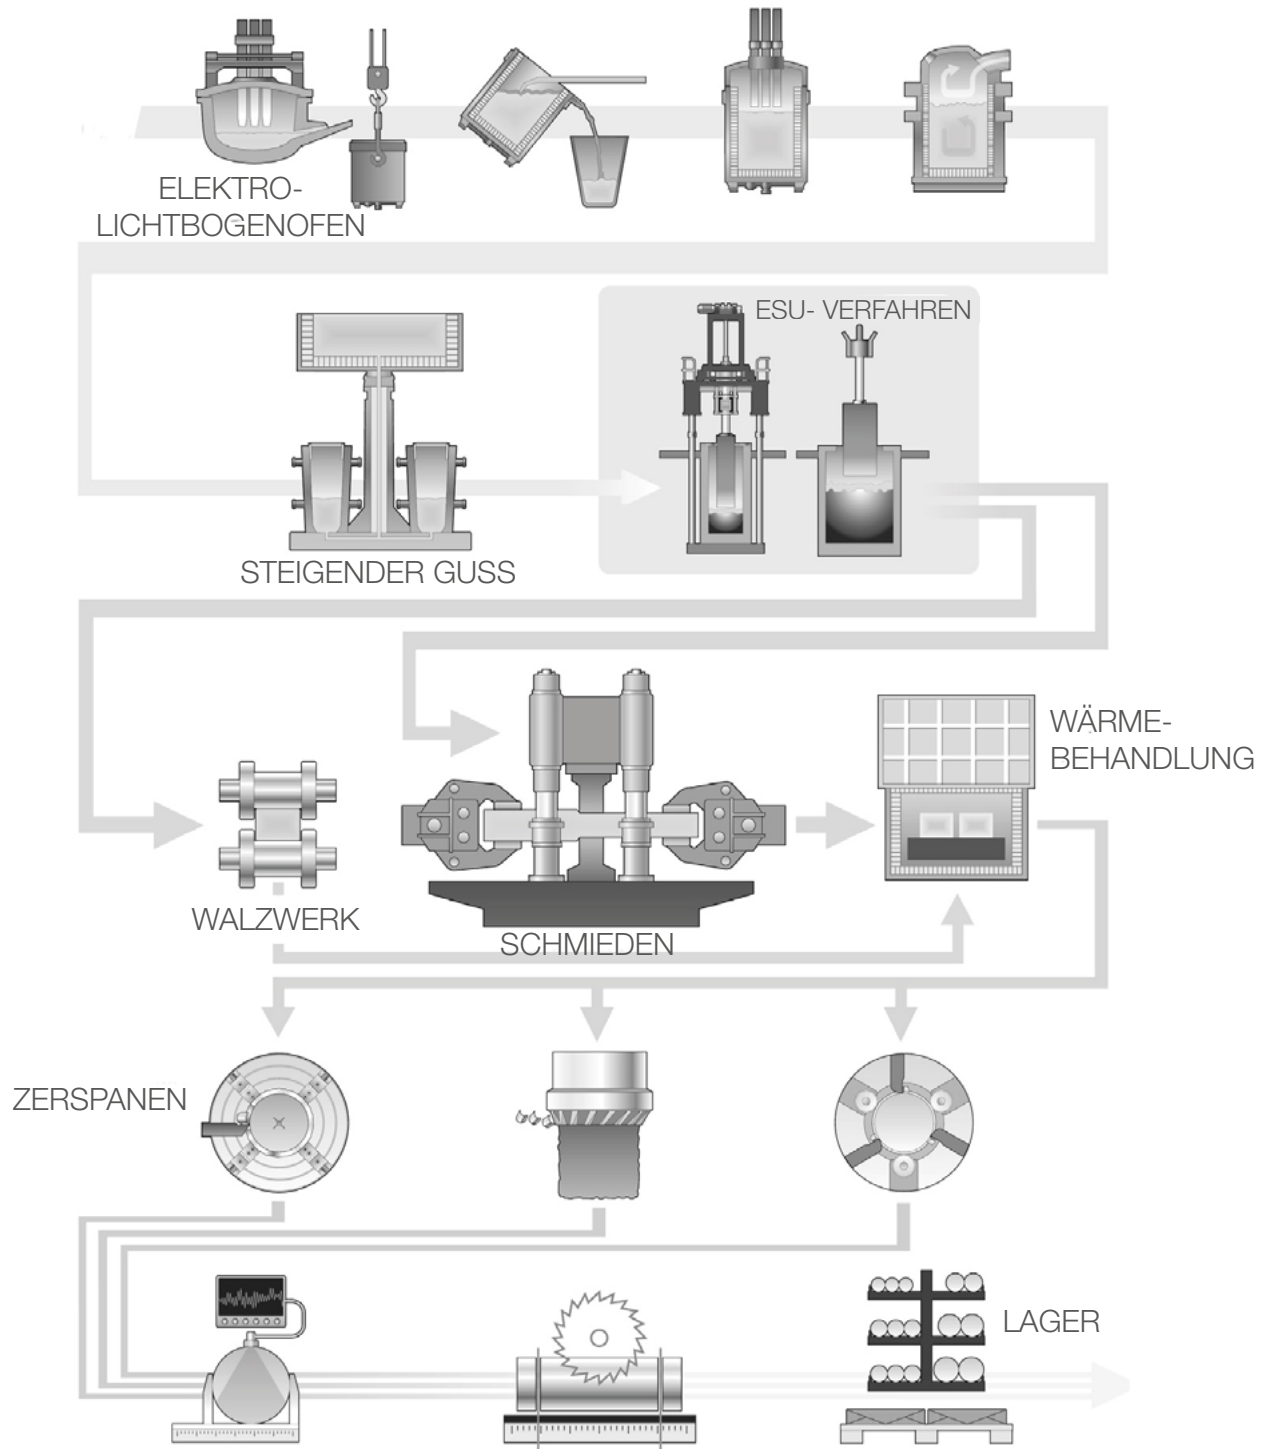 ELEKTRO-
LICHTBOGENOFEN
ESU- VERFAHREN
STEIGENDER GUSS
WÄRME-
BEHANDLUNG
WALZWERK
SCHMIEDEN
ZERSPANEN
LAGER